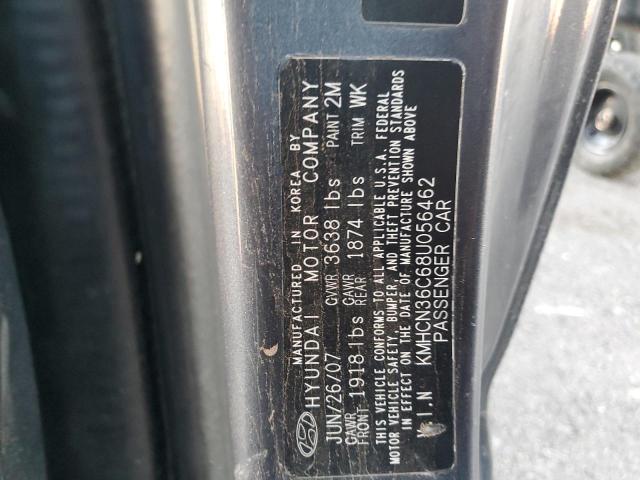 MANUFACTURED IN KOREA BY
HYUNDAI MOTOR COMPANY
JUN/26/07 GVWR 3638 lbs PAINT 2M
GAWR FRONT 1918 lbs GAWR REAR 1874 lbs TRIM WK
THIS VEHICLE CONFORMS TO ALL APPLICABLE U.S.A. FEDERAL
MOTOR VEHICLE SAFETY, BUMPER, AND THEFT PREVENTION STANDARDS
IN EFFECT ON THE DATE OF MANUFACTURE SHOWN ABOVE
V.I.N KMHCN36C68U056462
PASSENGER CAR